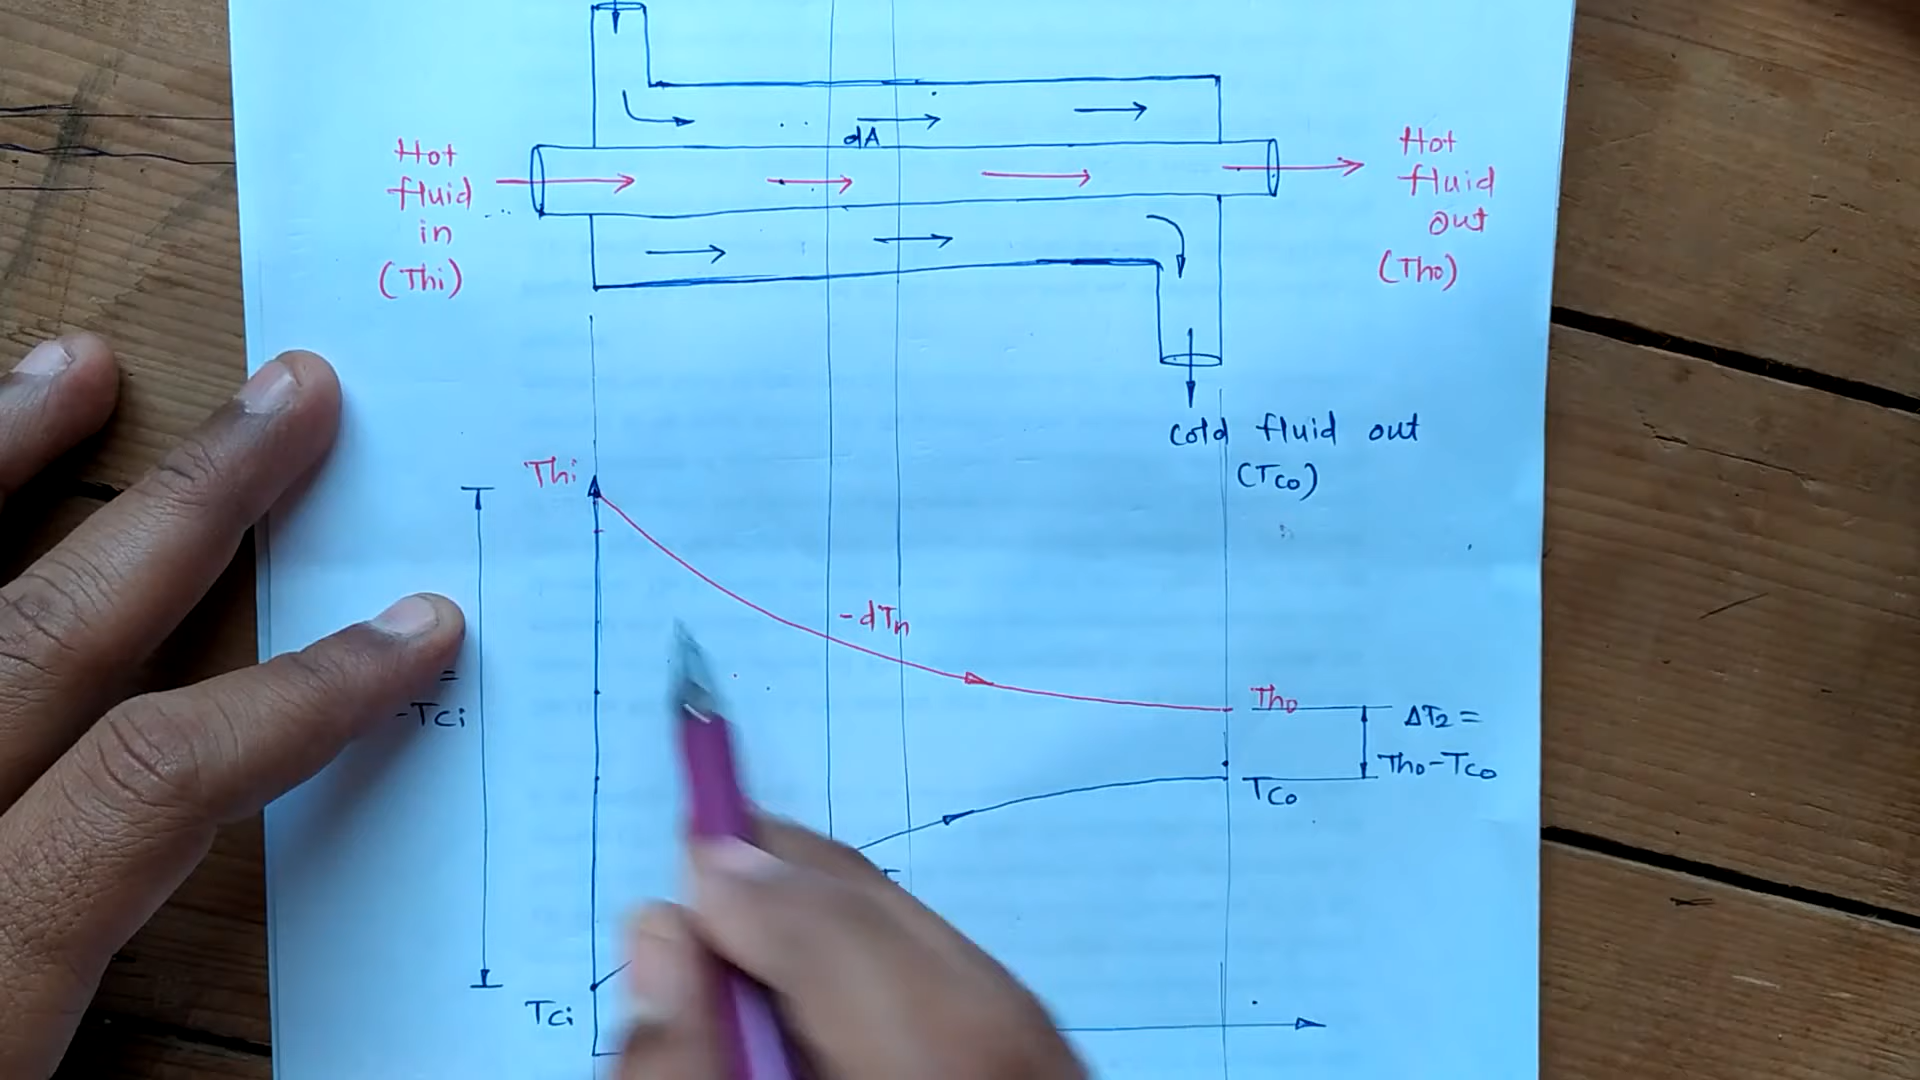 dA
Hot
fluid
in
(Thi)
Hot
fluid
out
(Tho)
cold fluid out
(Tco)
Thi
-dTh
Tho
ΔT2 =
Tho-Tco
Tco
=
-Tci
Tci